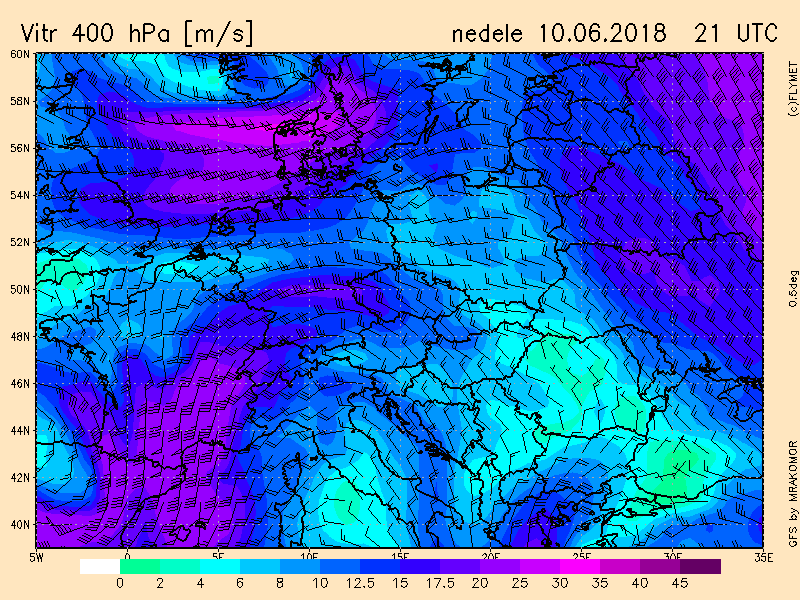 Vitr 400 hPa [m/s] nedele 10.06.2018 21 UTC
60N
58N
56N
54N
52N
50N
48N
46N
44N
42N
40N
5W 0 5E 10E 15E 20E 25E 30E 35E
0 2 4 6 8 10 12.5 15 17.5 20 25 30 35 40 45
(c)FLYMET
0.5deg
GFS by MRAKOMOR